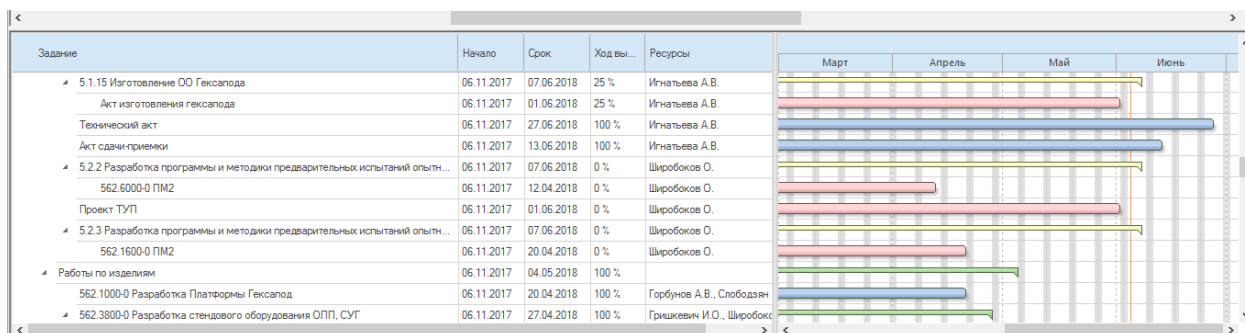 Задание Начало Срок Ход вы... Ресурсы Март Апрель Май Июнь
5.1.15 Изготовление ОО Гексапода 06.11.2017 07.06.2018 25 % Игнатьева А.В.
Акт изготовления гексапода 06.11.2017 01.06.2018 25 % Игнатьева А.В.
Технический акт 06.11.2017 27.06.2018 100 % Игнатьева А.В.
Акт сдачи-приемки 06.11.2017 13.06.2018 100 % Игнатьева А.В.
5.2.2 Разработка программы и методики предварительных испытаний опытн... 06.11.2017 07.06.2018 0 % Широбоков О.
562.6000-0 ПМ2 06.11.2017 12.04.2018 0 % Широбоков О.
Проект ТУП 06.11.2017 01.06.2018 0 % Широбоков О.
5.2.3 Разработка программы и методики предварительных испытаний опытн... 06.11.2017 07.06.2018 0 % Широбоков О.
562.1600-0 ПМ2 06.11.2017 20.04.2018 0 % Широбоков О.
Работы по изделиям 06.11.2017 04.05.2018 100 %
562.1000-0 Разработка Платформы Гексапод 06.11.2017 20.04.2018 100 % Горбунов А.В., Слободзян
562.3800-0 Разработка стендового оборудования ОПП, СУГ 06.11.2017 27.04.2018 100 % Гришкевич И.О., Широбокс